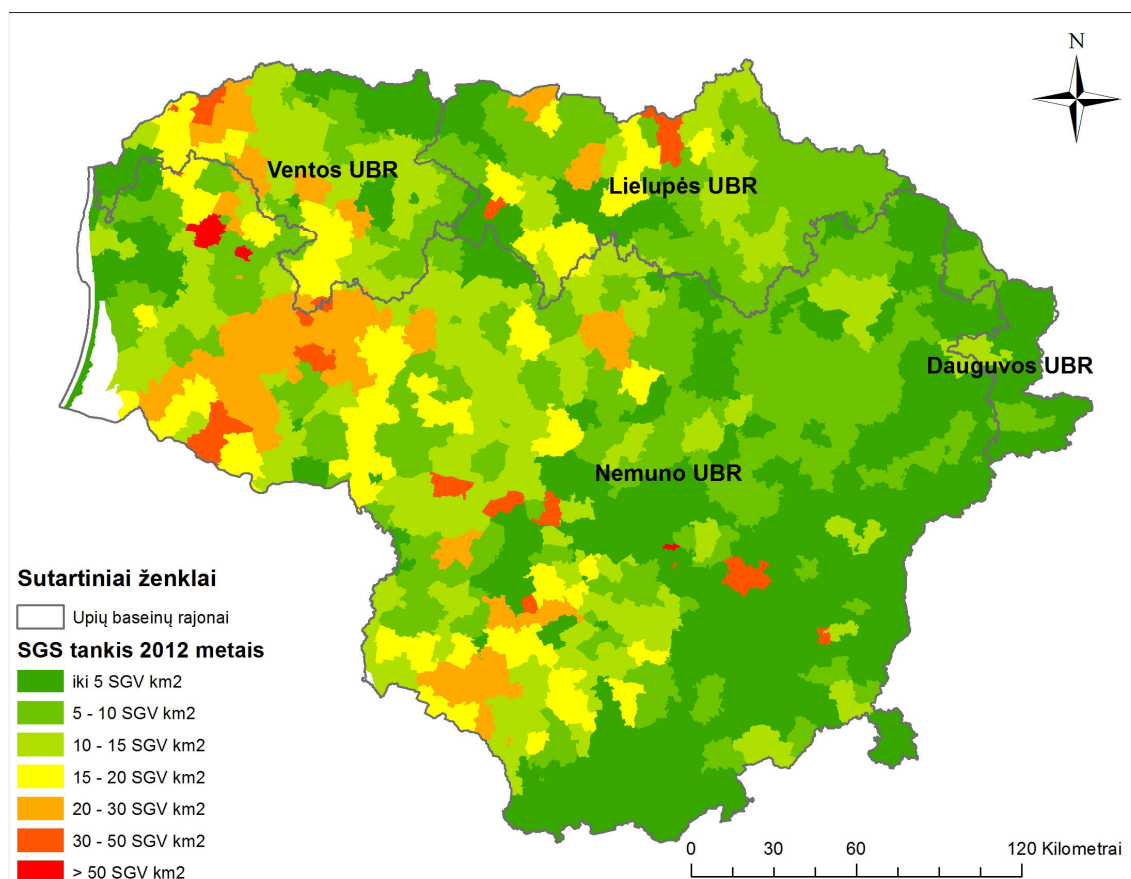 N
Ventos UBR
Lielupės UBR
Dauguvos UBR
Nemuno UBR
Sutartiniai ženklai
Upių baseinų rajonai
SGS tankis 2012 metais
iki 5 SGV km2
5 - 10 SGV km2
10 - 15 SGV km2
15 - 20 SGV km2
20 - 30 SGV km2
30 - 50 SGV km2
> 50 SGV km2
0 30 60 120 Kilometrai